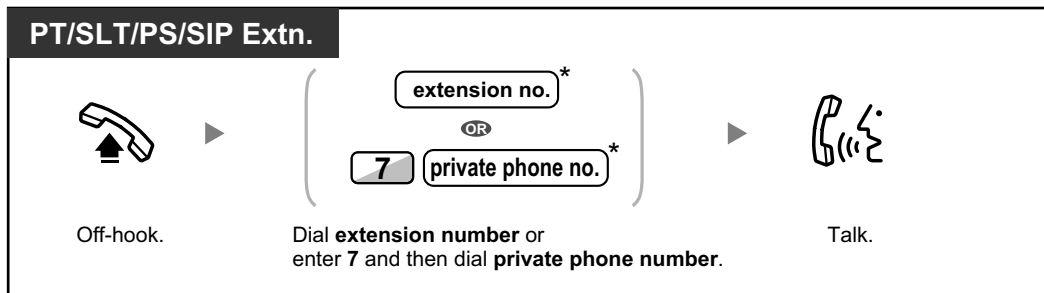 PT/SLT/PS/SIP Extn.
extension no.*
OR
7 private phone no.*
Off-hook.
Dial extension number or
enter 7 and then dial private phone number.
Talk.